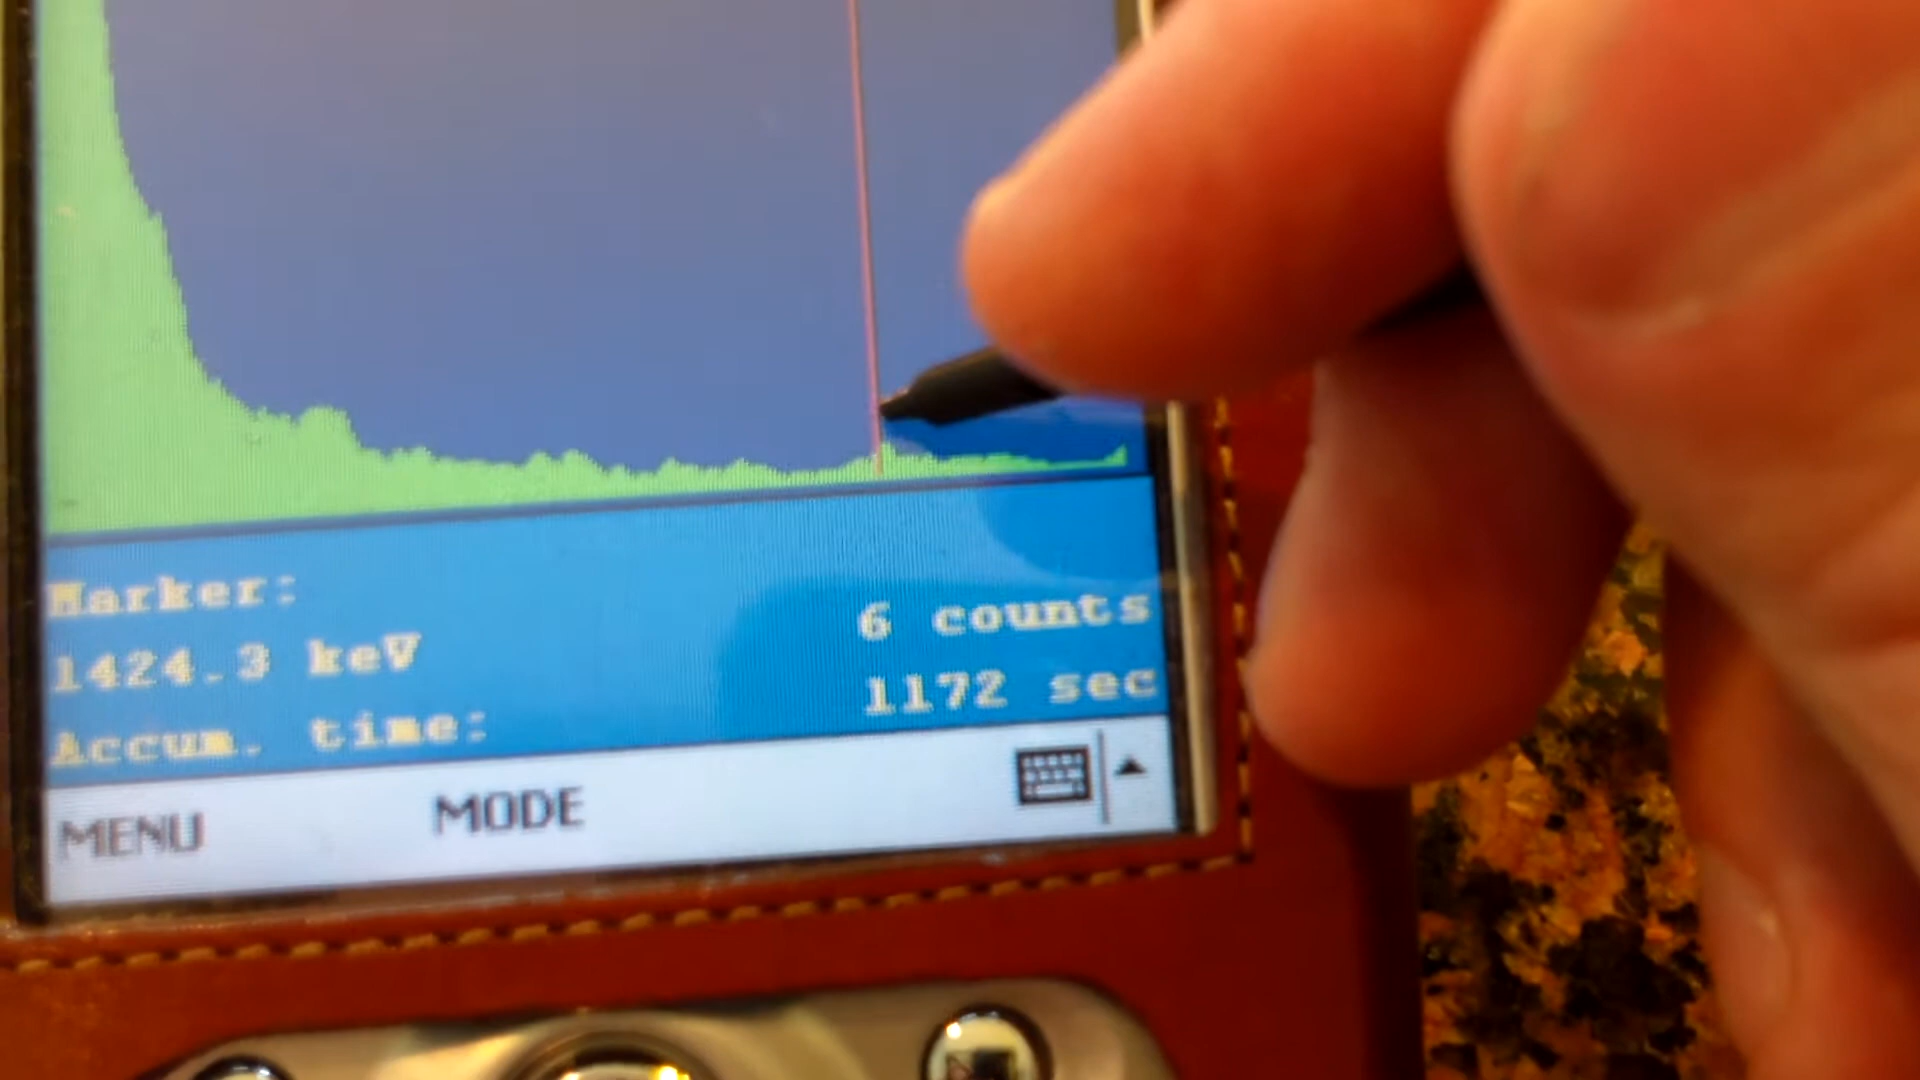 Marker:
6 counts
1424.3 keV
1172 sec
Accum. time:
MENU MODE